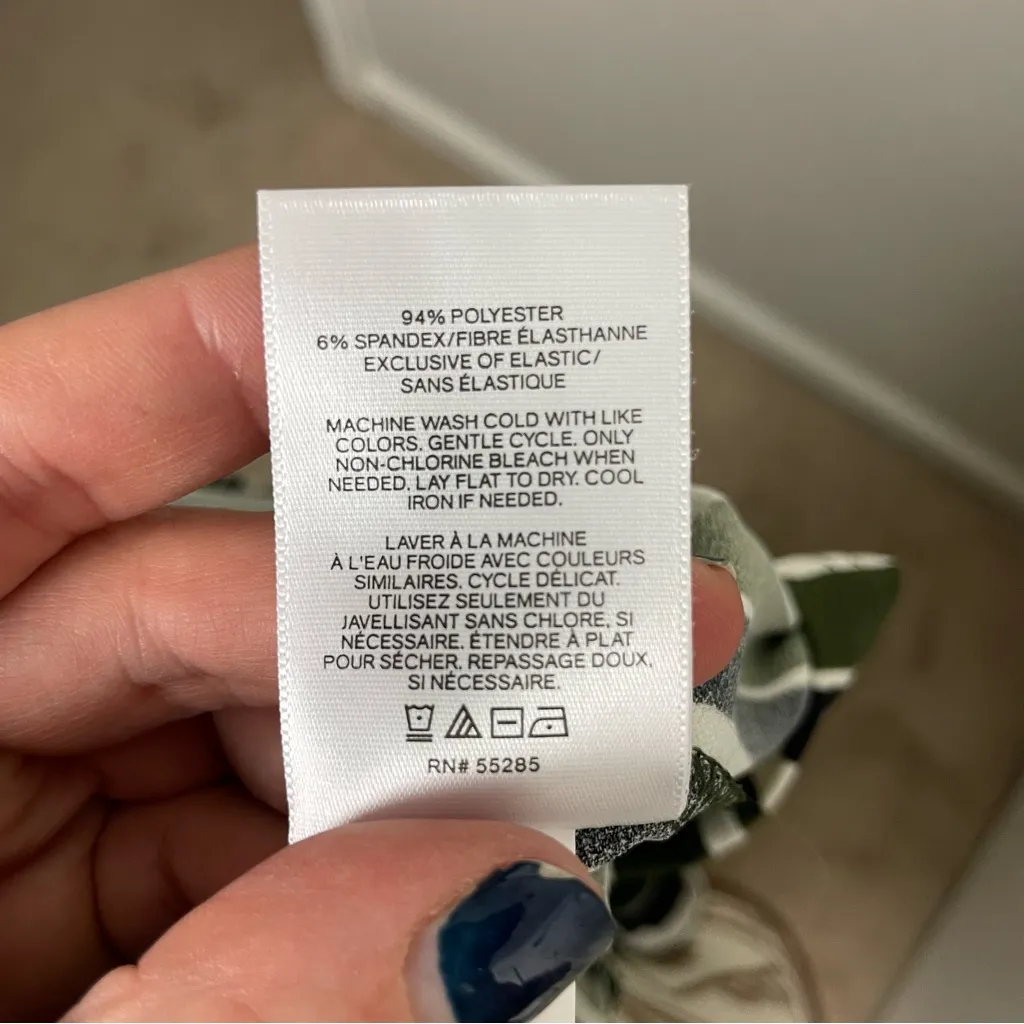 94% POLYESTER
6% SPANDEX/FIBRE ÉLASTHANNE
EXCLUSIVE OF ELASTIC/
SANS ÉLASTIQUE
MACHINE WASH COLD WITH LIKE
COLORS. GENTLE CYCLE. ONLY
NON-CHLORINE BLEACH WHEN
NEEDED. LAY FLAT TO DRY. COOL
IRON IF NEEDED.
LAVER À LA MACHINE
À L'EAU FROIDE AVEC COULEURS
SIMILAIRES. CYCLE DÉLICAT.
UTILISEZ SEULEMENT DU
JAVELLISANT SANS CHLORE, SI
NÉCESSAIRE. ÉTENDRE À PLAT
POUR SÉCHER. REPASSAGE DOUX,
SI NÉCESSAIRE.
RN# 55285